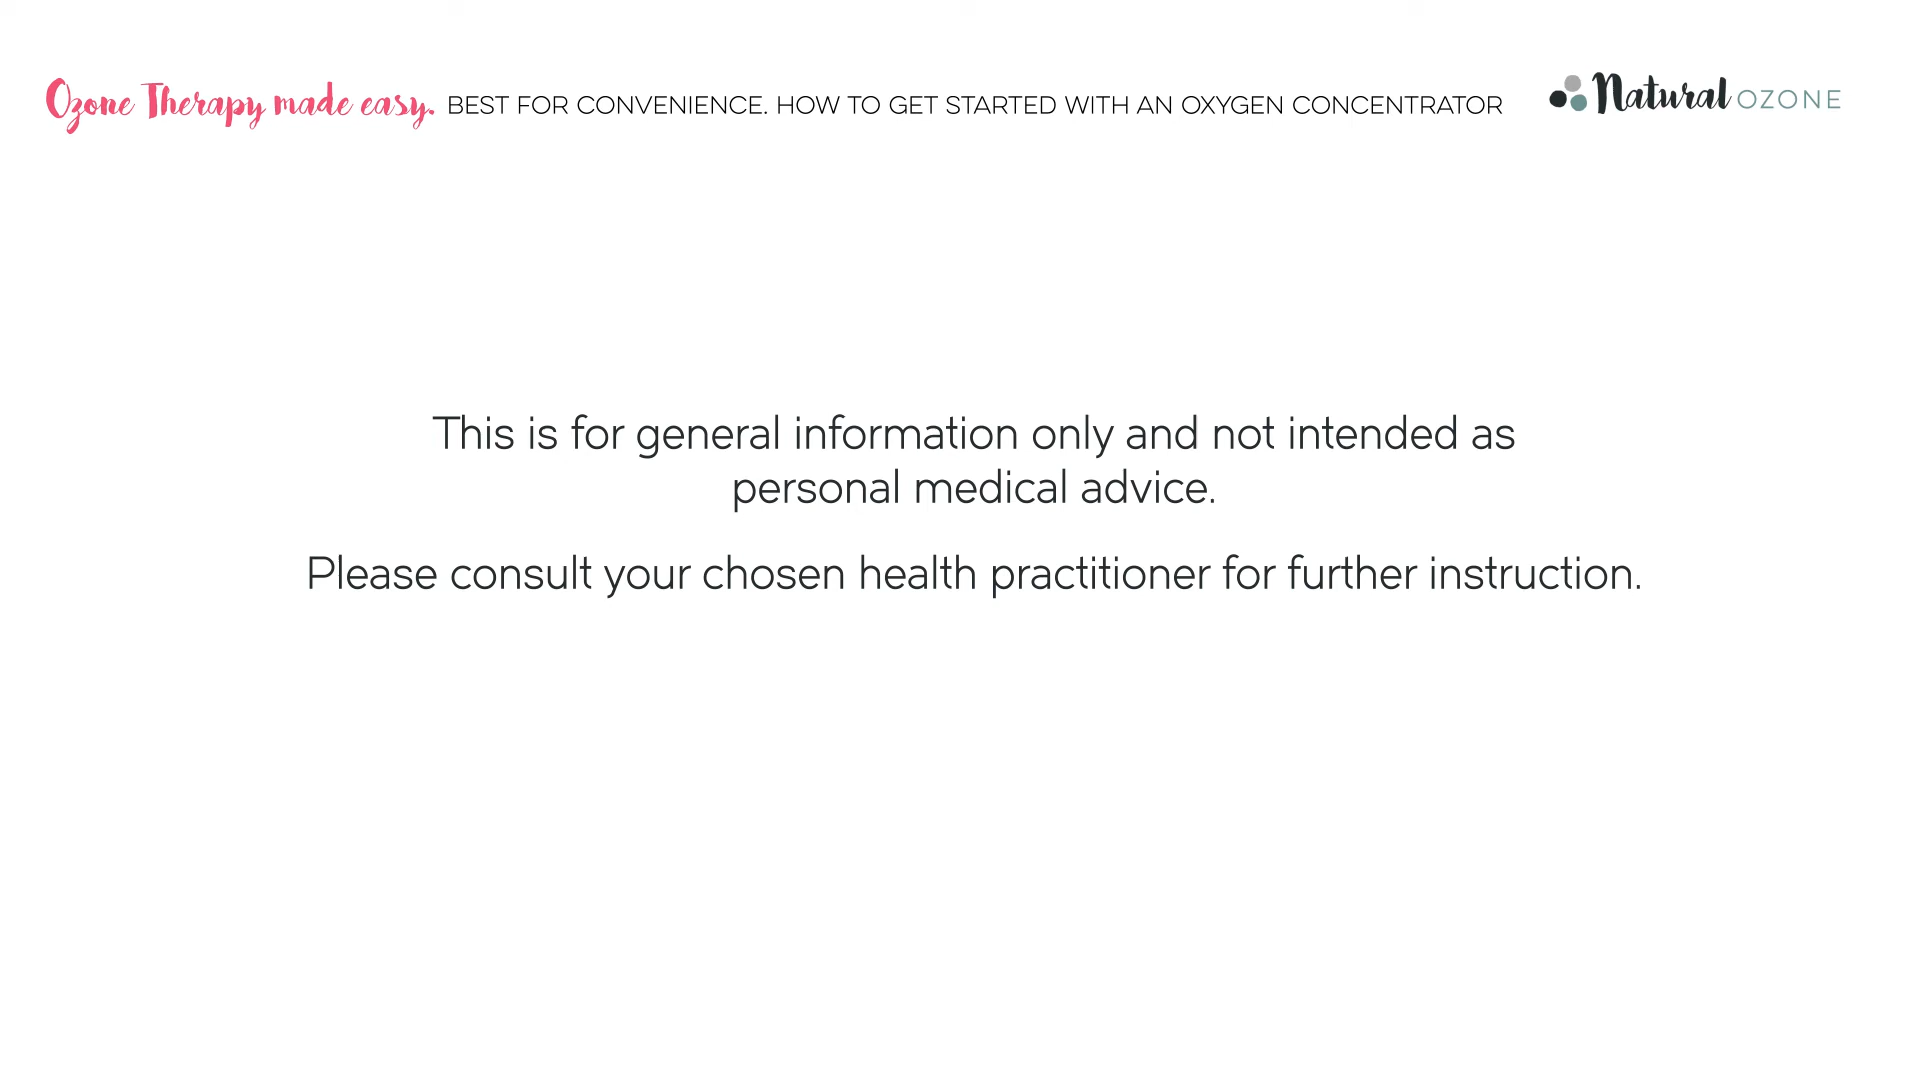 Ozone Therapy made easy. BEST FOR CONVENIENCE. HOW TO GET STARTED WITH AN OXYGEN CONCENTRATOR
Natural OZONE
This is for general information only and not intended as
personal medical advice.
Please consult your chosen health practitioner for further instruction.